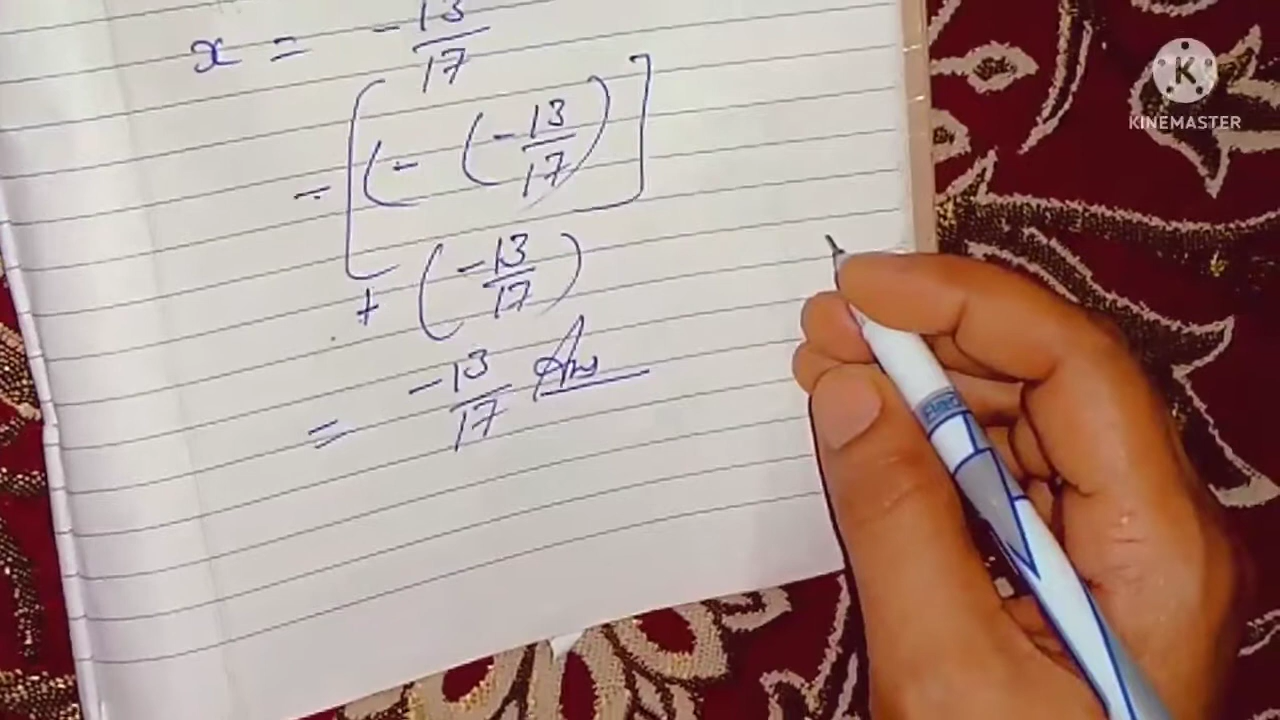 x = -13/17
- [(- (-13/17)]
+ (-13/17)
= -13/17 Ans
K
KINEMASTER